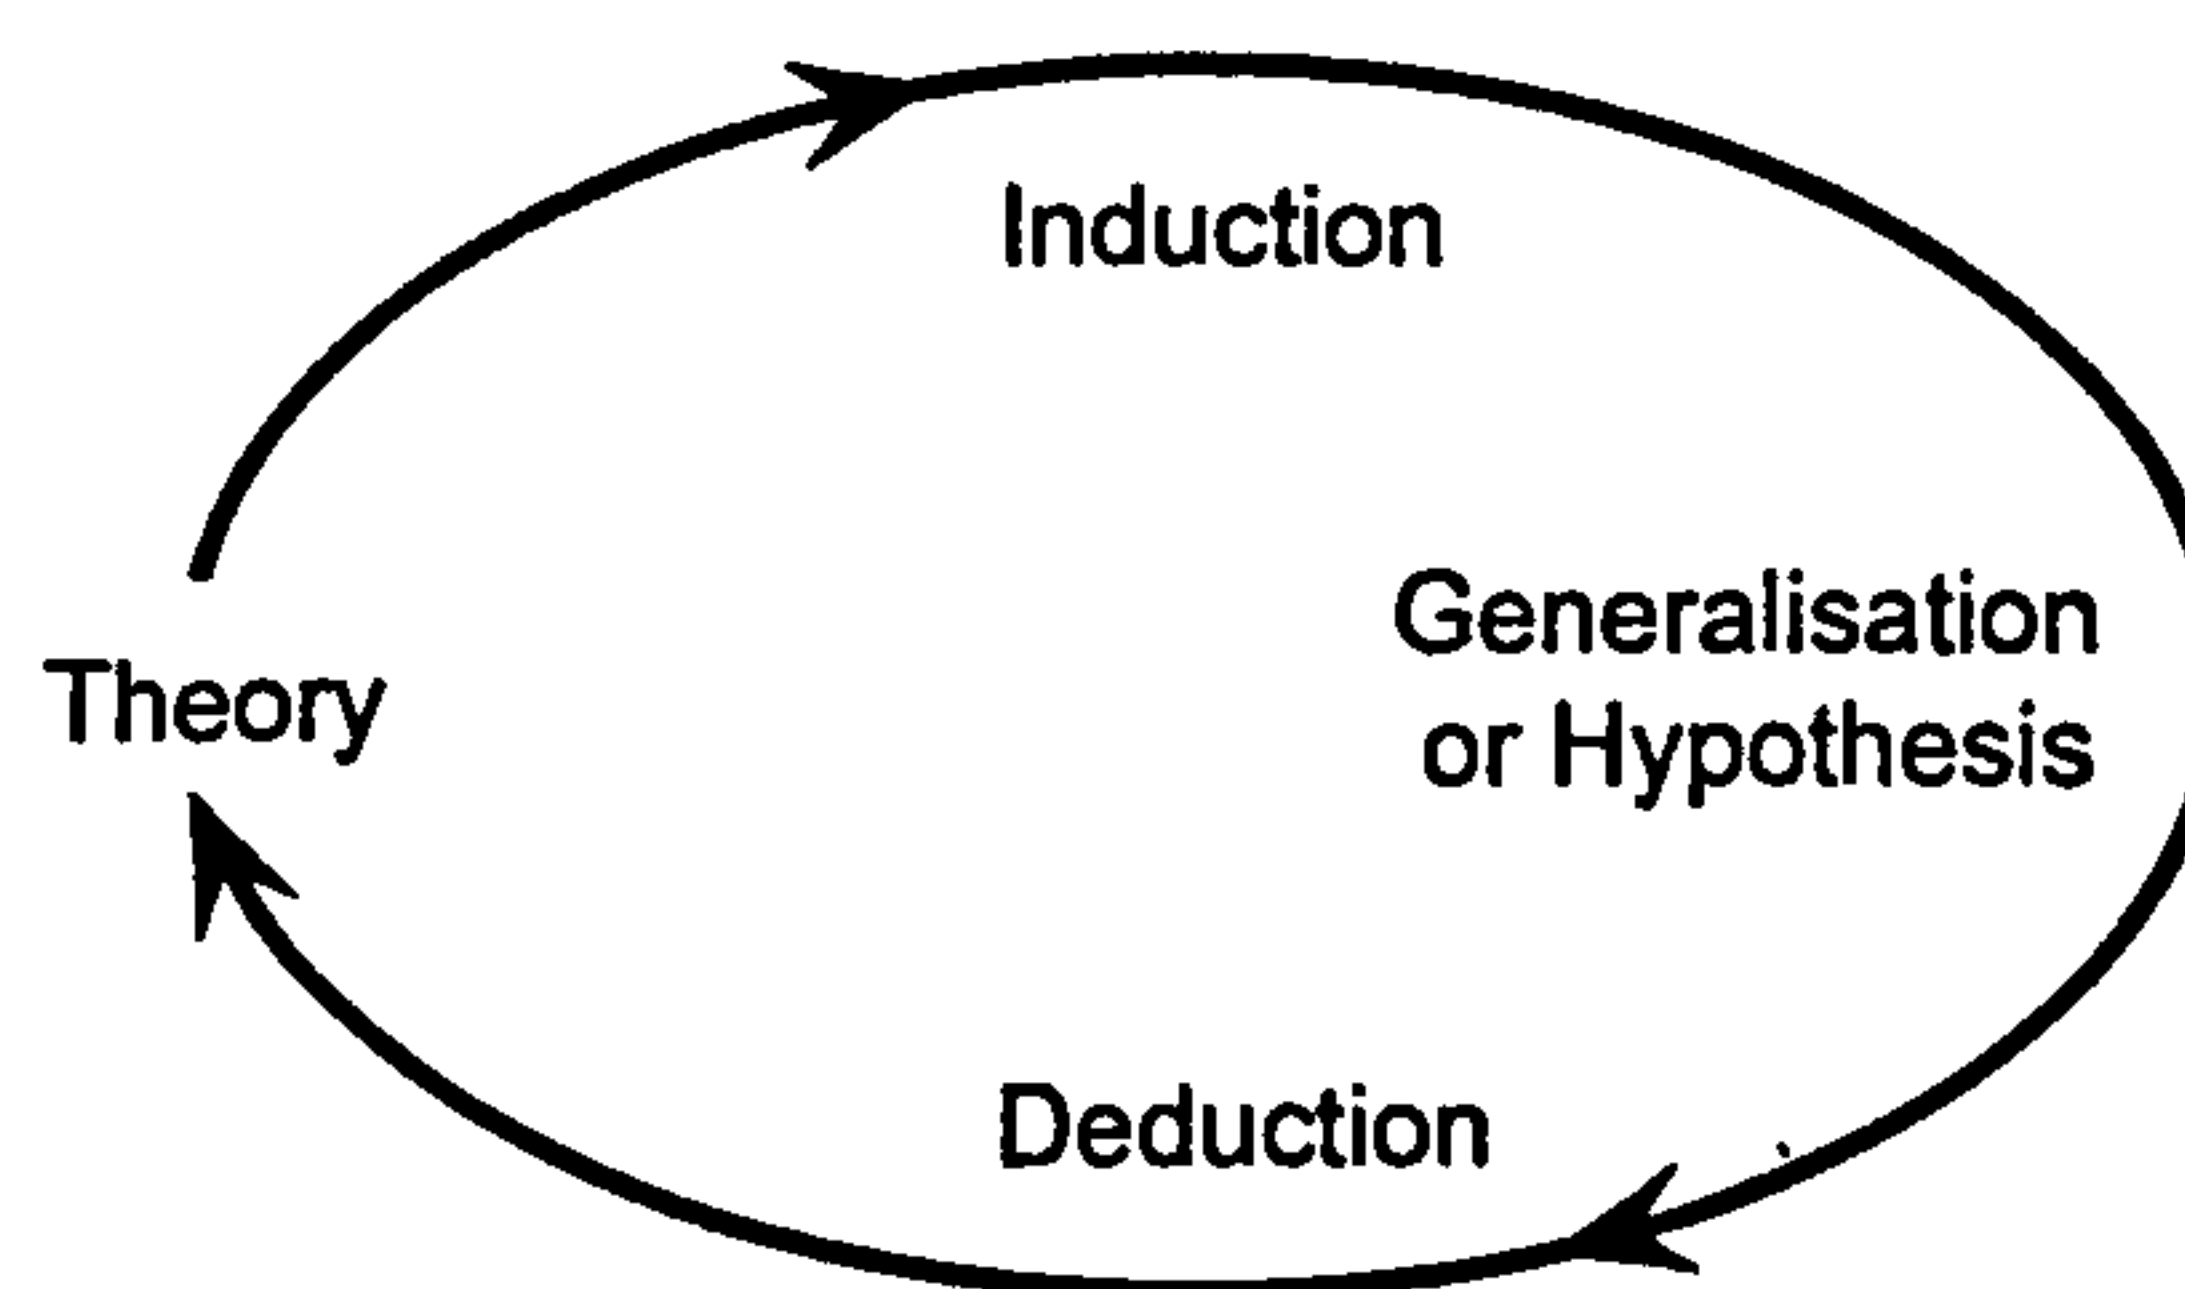 Induction
Generalisation
or Hypothesis
Theory
Deduction